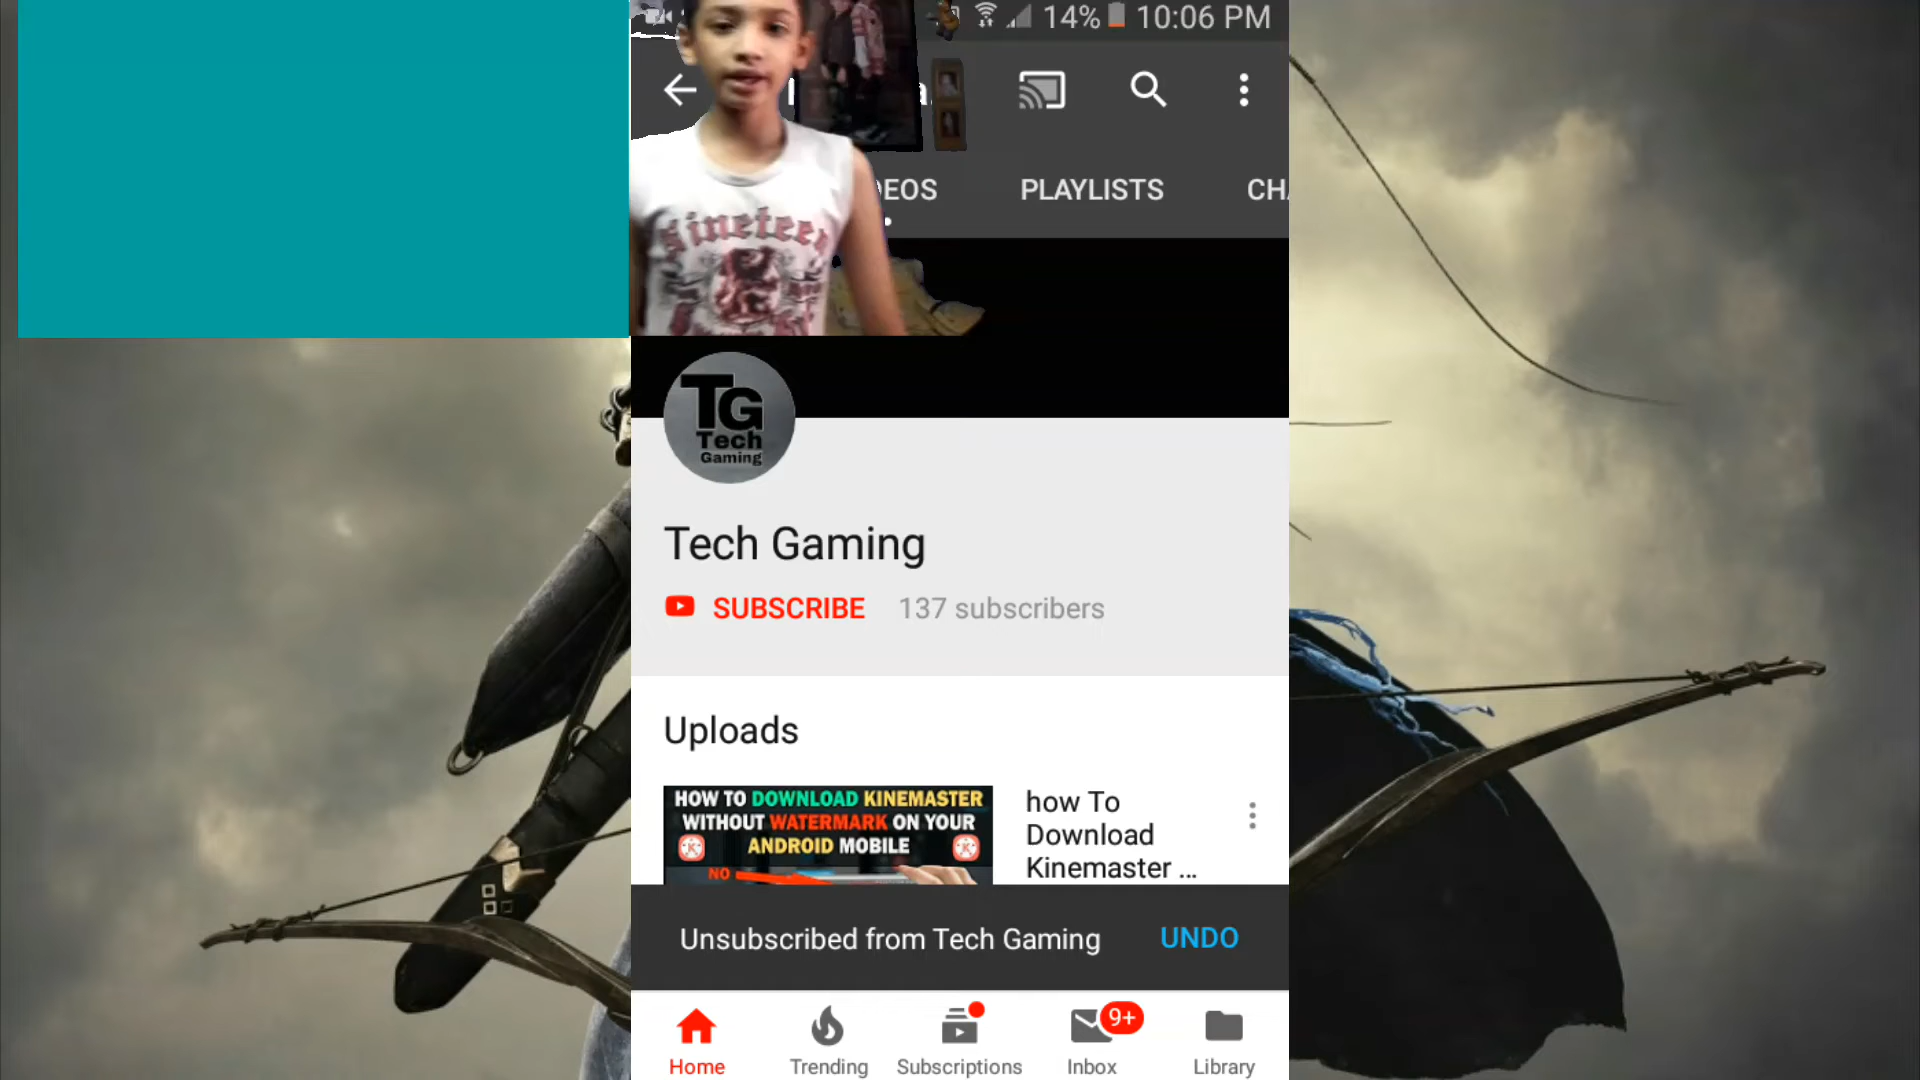 14% 10:06 PM
PLAYLISTS
Nineteen
TG
Tech
Gaming
Tech Gaming
SUBSCRIBE 137 subscribers
Uploads
HOW TO DOWNLOAD KINEMASTER
WITHOUT WATERMARK ON YOUR
ANDROID MOBILE
NO
how To
Download
Kinemaster ...
Unsubscribed from Tech Gaming UNDO
9+
Home Trending Subscriptions Inbox Library